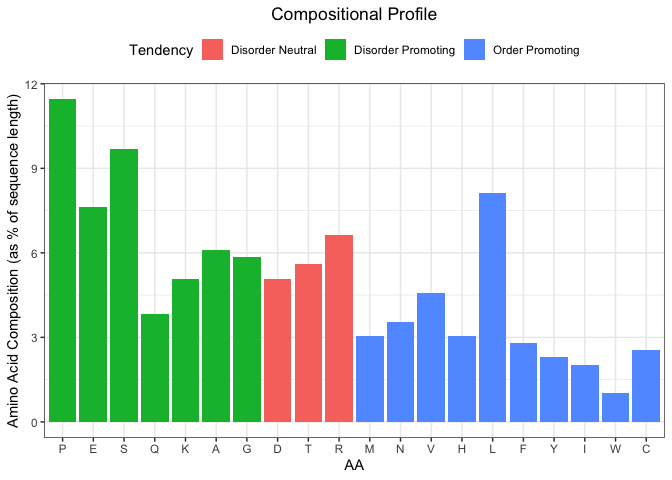 Compositional Profile
Tendency Disorder Neutral Disorder Promoting Order Promoting
Amino Acid Composition (as % of sequence length)
12
9
6
3
0
P E S Q K A G D T R M N V H L F Y I W C
AA